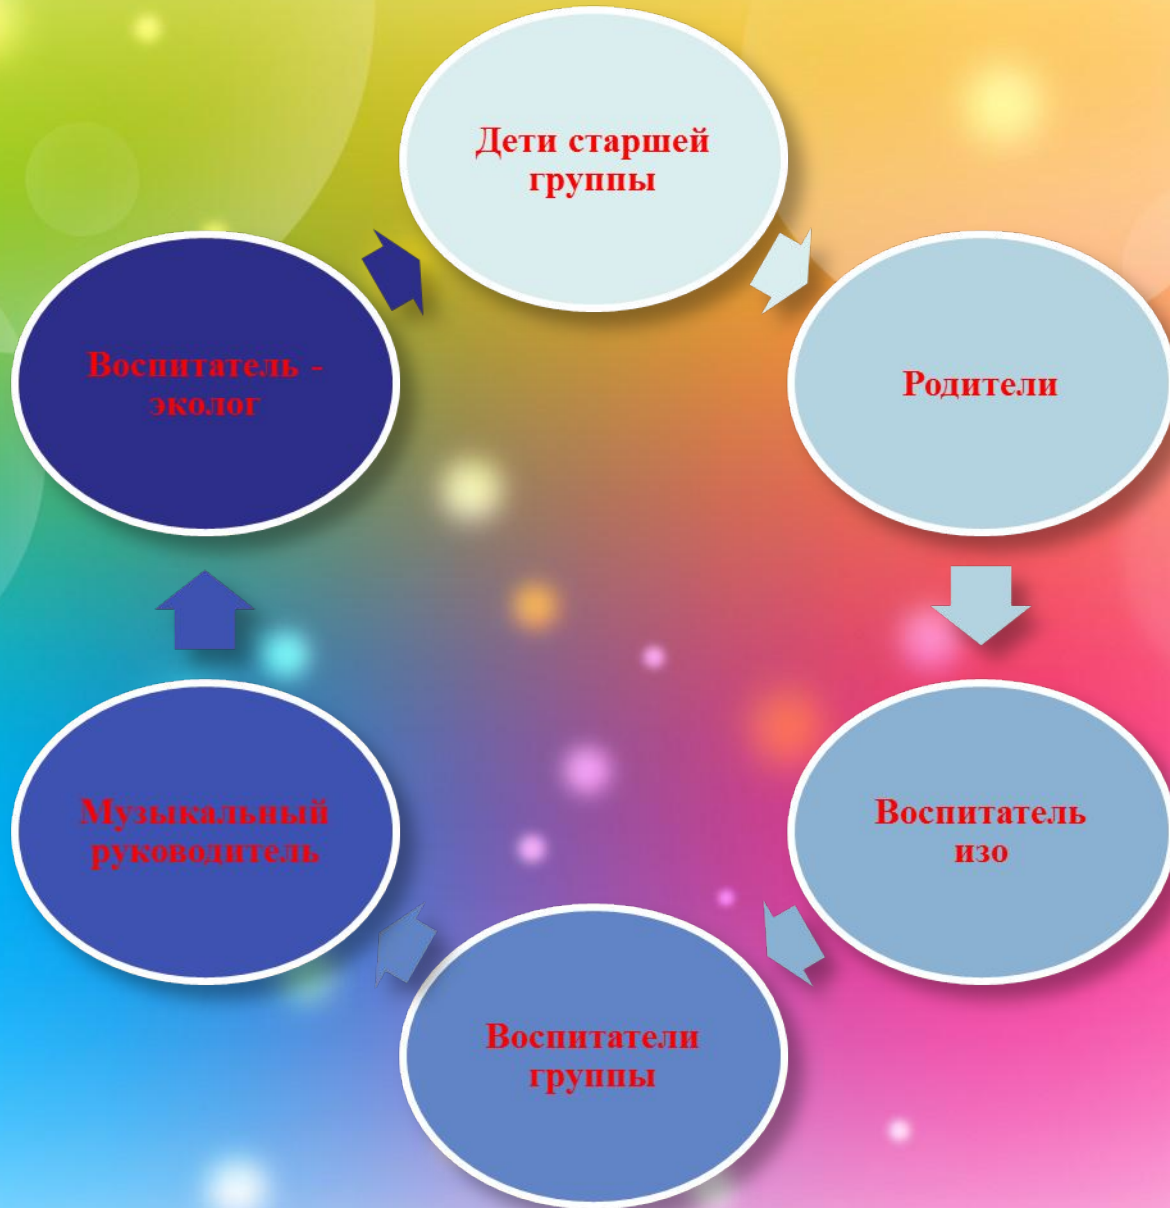 Дети старшей
группы
Родители
Воспитатель
изо
Воспитатели
группы
Музыкальный
руководитель
Воспитатель -
эколог